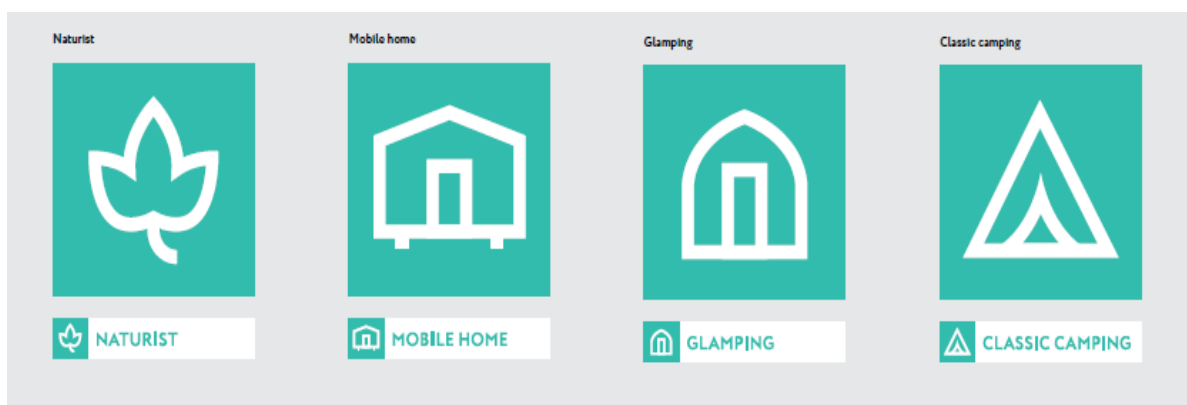 Naturist
Mobile home
Glamping
Classic camping
NATURIST
MOBILE HOME
GLAMPING
CLASSIC CAMPING